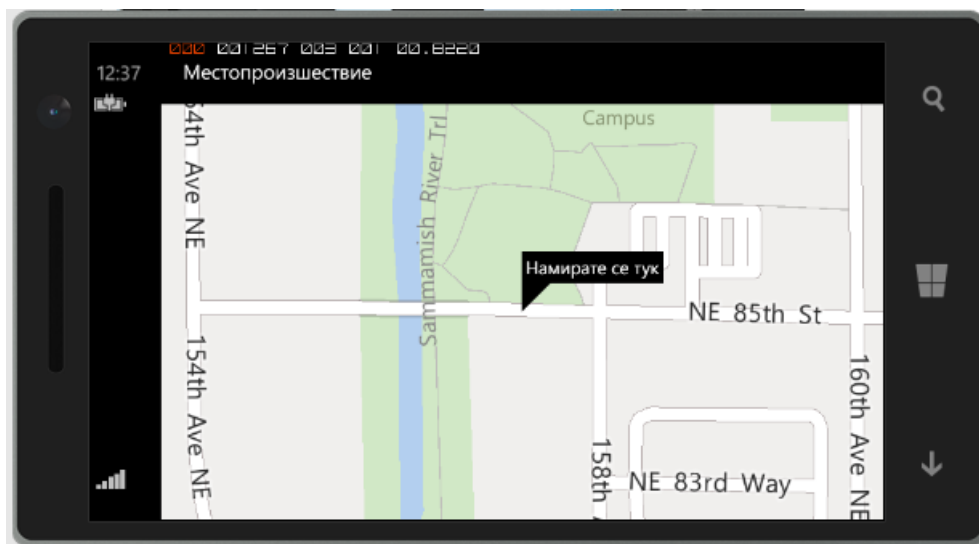 000 001267 003 001 00.8220
12:37
Местопроизшествие
Campus
54th Ave NE
Sammamish River Trl
Намирате се тук
NE 85th St
154th Ave NE
160th Ave NE
158th
NE 83rd Way